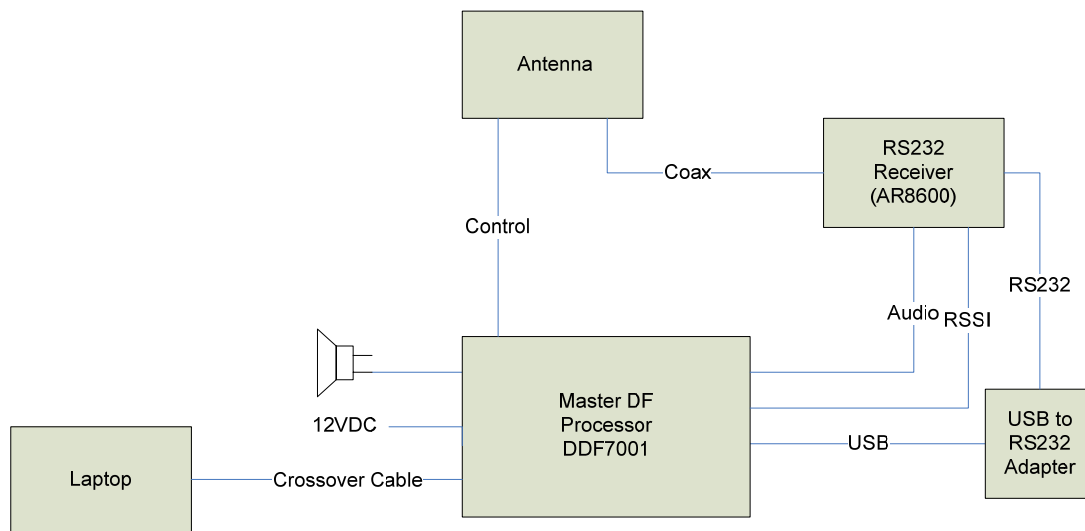 Antenna
RS232
Receiver
(AR8600)
Coax
Control
RS232
Audio
RSSI
Master DF
Processor
DDF7001
12VDC
USB
USB to
RS232
Adapter
Laptop
Crossover Cable